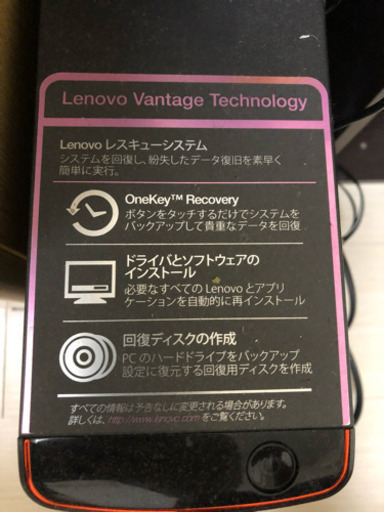 Lenovo Vantage Technology
Lenovo レスキューシステム
システムを回復し、紛失したデータ復旧を素早く
簡単に実行。
OneKey™ Recovery
ボタンをタッチするだけでシステムを
バックアップして貴重なデータを回復
ドライバとソフトウェアの
インストール
必要なすべての Lenovo とアプリ
ケーションを自動的に再インストール
回復ディスクの作成
PC のハードドライブをバックアップ
設定に復元する回復用ディスクを作成
すべての情報は予告なしに変更される場合があります。
詳しくは、http://www.lenovo.com をご覧ください。